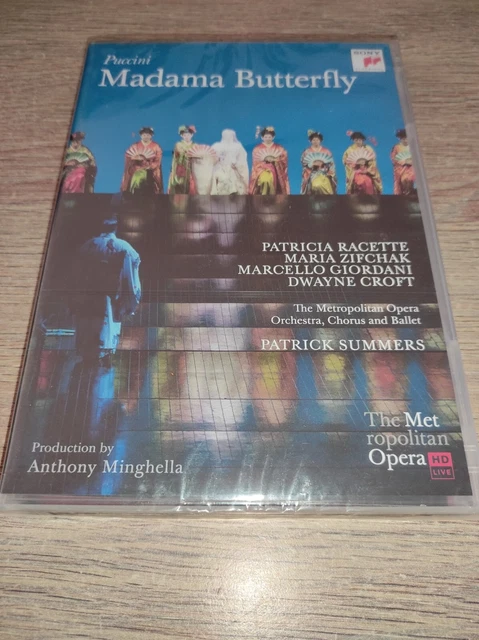 Puccini
Madama Butterfly
SONY
PATRICIA RACETTE
MARIA ZIFCHAK
MARCELLO GIORDANI
DWAYNE CROFT
The Metropolitan Opera
Orchestra, Chorus and Ballet
PATRICK SUMMERS
The Met
ropolitan
Opera HD
LIVE
Production by
Anthony Minghella